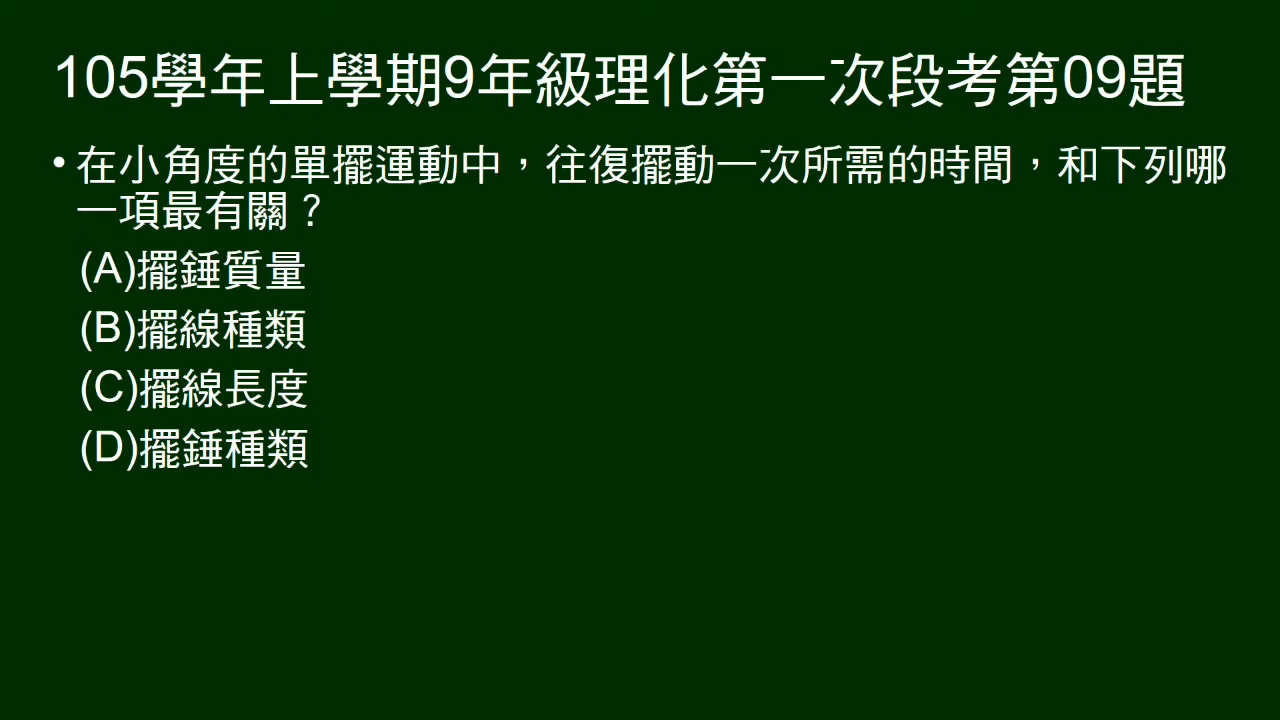 105學年上學期9年級理化第一次段考第09題
•在小角度的單擺運動中，往復擺動一次所需的時間，和下列哪
一項最有關？
(A)擺錘質量
(B)擺線種類
(C)擺線長度
(D)擺錘種類